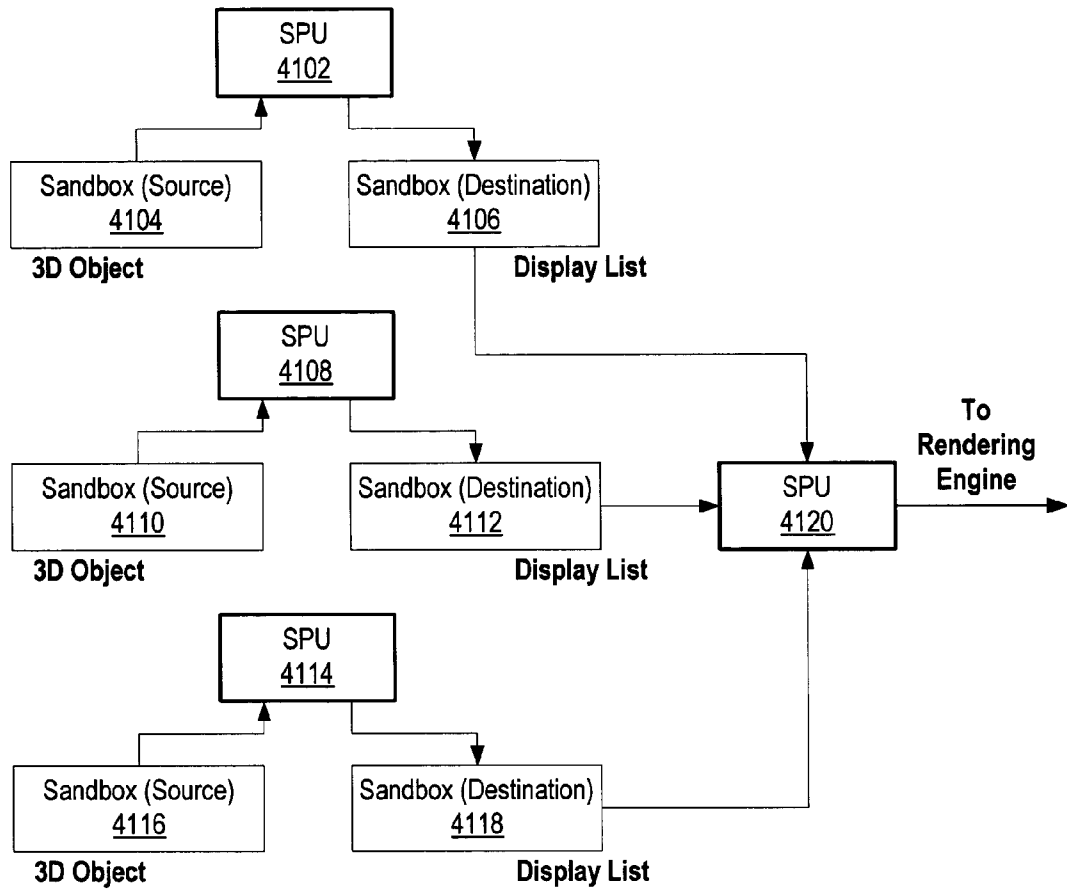 SPU
4102
Sandbox (Source)
4104
3D Object
Sandbox (Destination)
4106
Display List
SPU
4108
Sandbox (Source)
4110
3D Object
Sandbox (Destination)
4112
Display List
SPU
4120
To
Rendering
Engine
SPU
4114
Sandbox (Source)
4116
3D Object
Sandbox (Destination)
4118
Display List